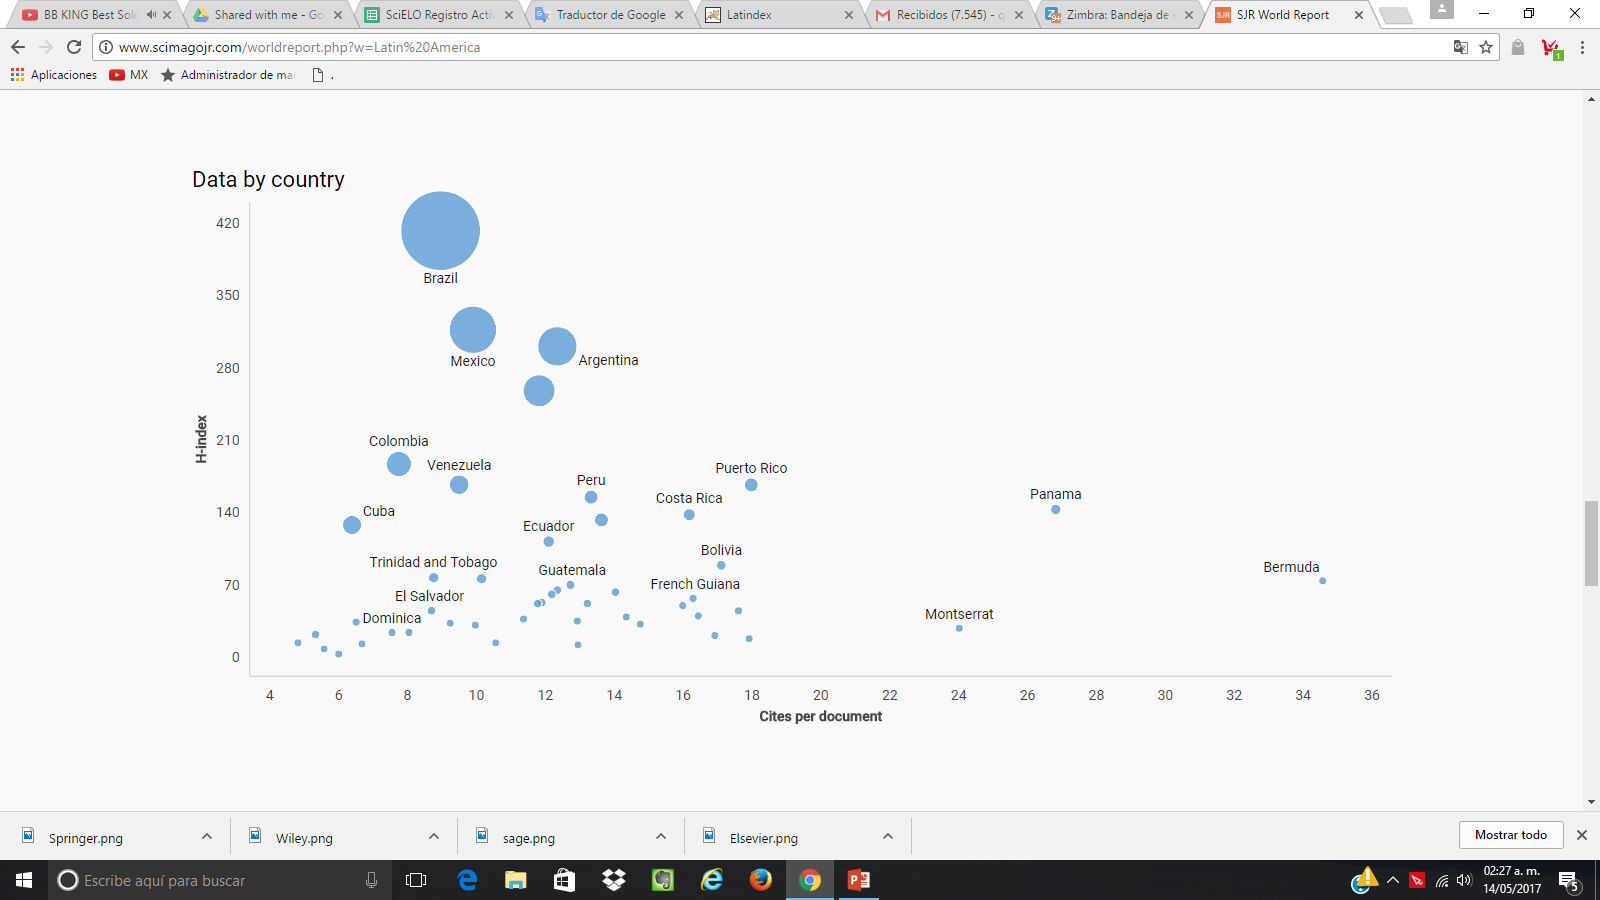 BB KING Best Solo
Shared with me - Go
SciELO Registro Activ
Traductor de Google
Latindex
Recibidos (7.545) - q
Zimbra: Bandeja de e
SJR World Report
www.scimagojr.com/worldreport.php?w=Latin%20America
1
Aplicaciones
MX
Administrador de mar
.
Data by country
420
350
280
210
140
70
0
H-index
Brazil
Mexico
Argentina
Colombia
Venezuela
Cuba
Peru
Puerto Rico
Costa Rica
Panama
Ecuador
Trinidad and Tobago
Bolivia
Guatemala
Bermuda
French Guiana
El Salvador
Dominica
Montserrat
4 6 8 10 12 14 16 18 20 22 24 26 28 30 32 34 36
Cites per document
Springer.png
Wiley.png
sage.png
Elsevier.png
Mostrar todo
Escribe aquí para buscar
02:27 a. m.
14/05/2017
5